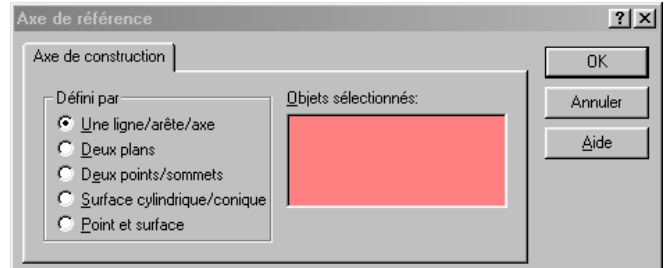 Axe de référence
Axe de construction
OK
Défini par
Objets sélectionnés:
Annuler
Une ligne/arête/axe
Deux plans
Aide
Deux points/sommets
Surface cylindrique/conique
Point et surface